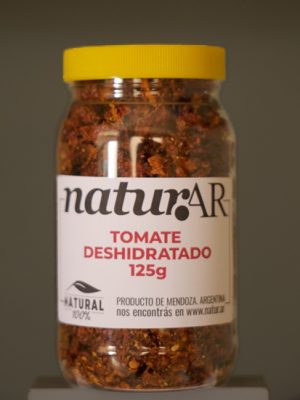 naturAR
TOMATE
DESHIDRATADO
125g
NATURAL
100%
PRODUCTO DE MENDOZA, ARGENTINA
nos encontrás en www.natur.ar